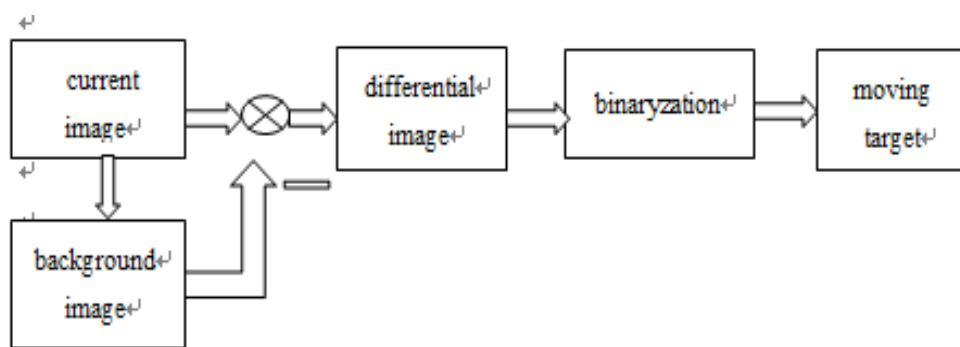 current
image
differential
image
binaryzation
moving
target
background
image